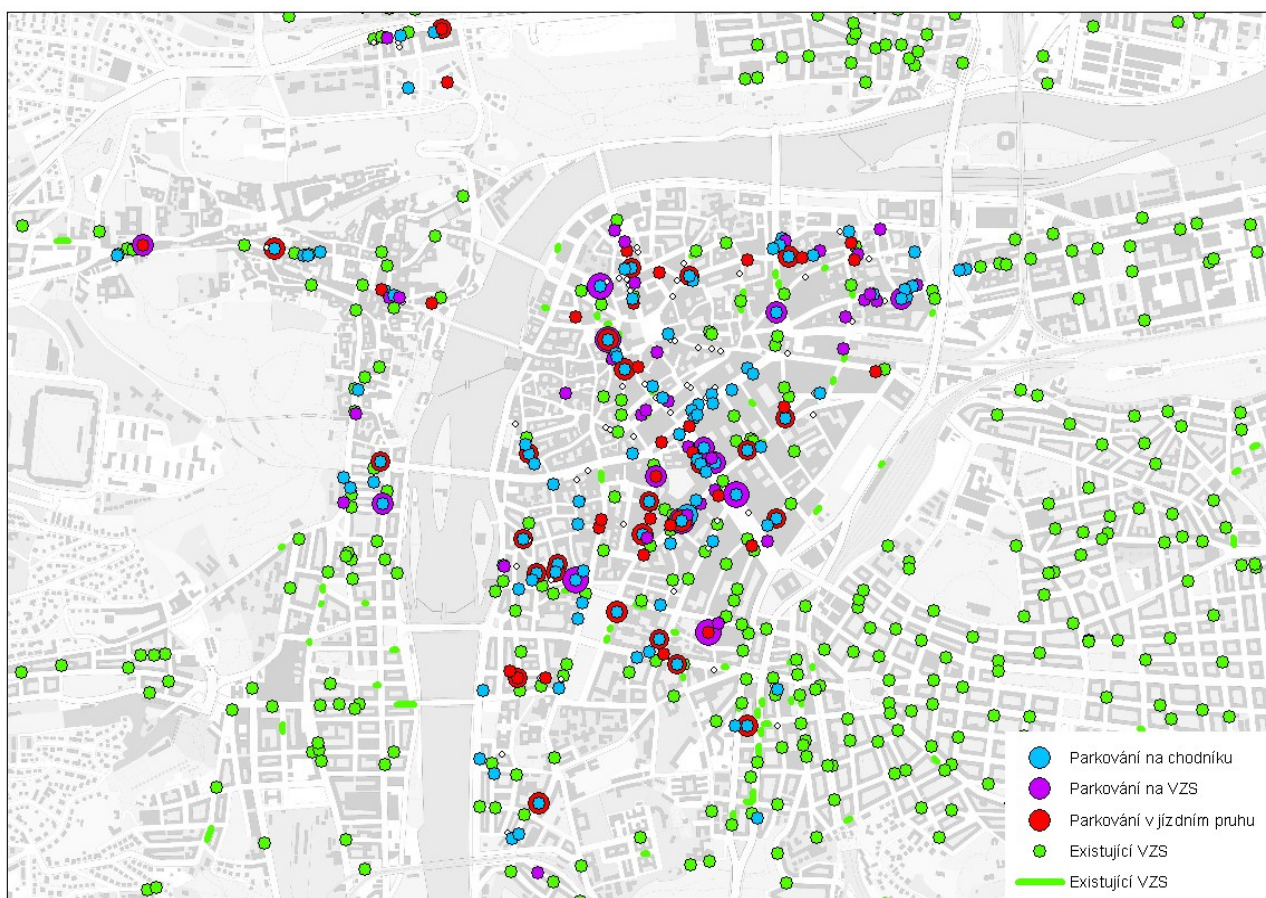 Parkování na chodníku
Parkování na VZS
Parkování v jízdním pruhu
Existující VZS
Existující VZS